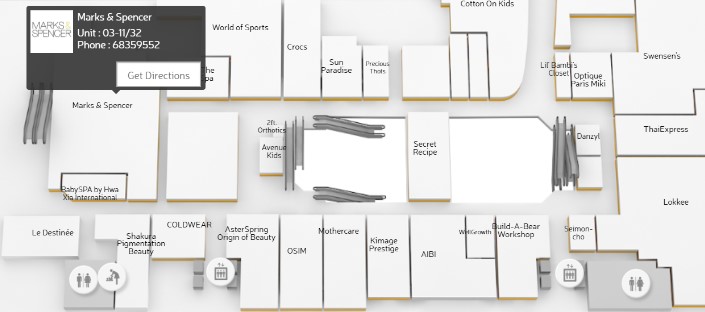 MARKS &
SPENCER
Marks & Spencer
Unit : 03-11/32
Phone : 68359552
Get Directions
Cotton On Kids
World of Sports
Crocs
Sun
Paradise
Precious
Thots
Swensen's
Lil' Bambi's
Closet
Optique
Paris Miki
The
Marks & Spencer
2ft.
Orthotics
Avenue
Kids
Secret
Recipe
Danzyl
ThaiExpress
BabySPA by Hwa
Xia International
Lokkee
Le Destinée
Shakura
Pigmentation
Beauty
COLDWEAR
AsterSpring
Origin of Beauty
OSIM
Mothercare
Kimage
Prestige
AIBI
WellGrowth
Build-A-Bear
Workshop
Seimon-
cho